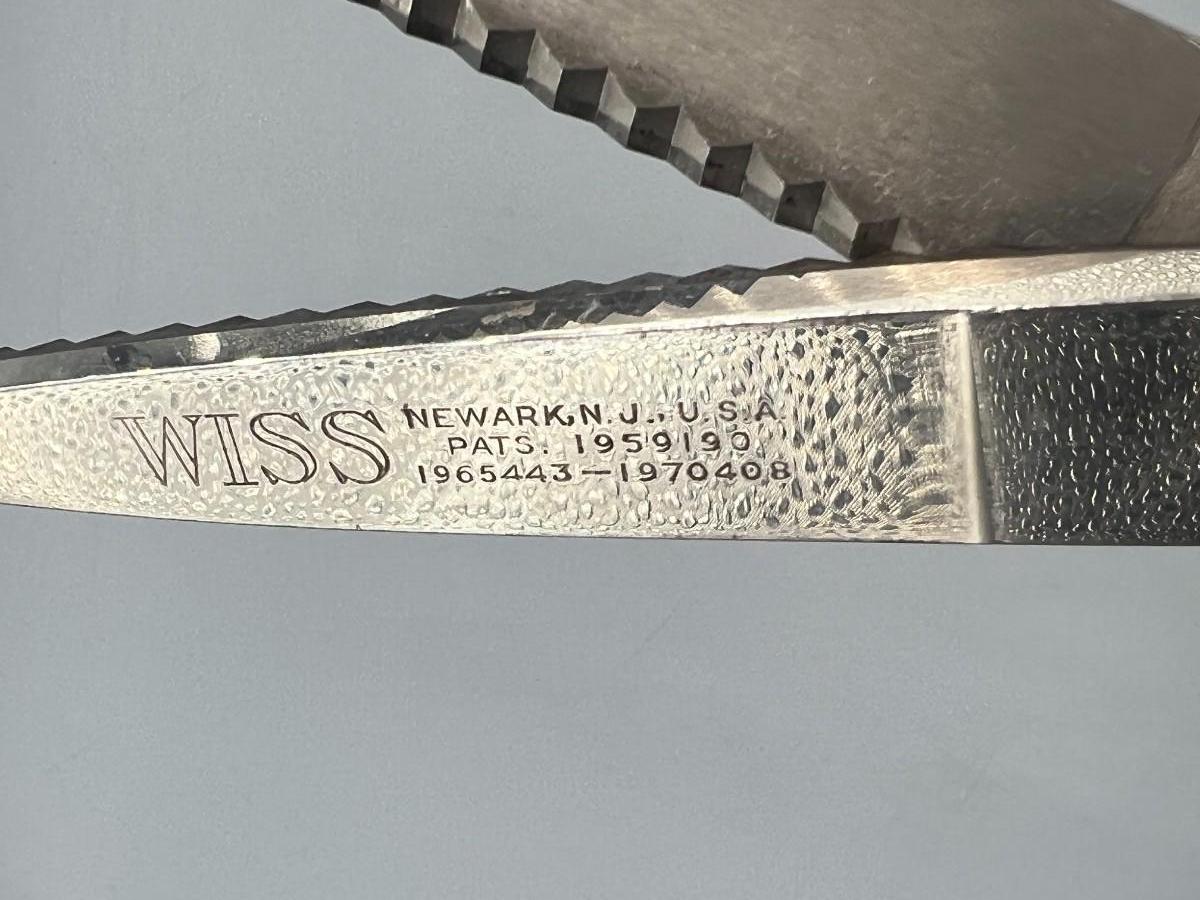 WISS
NEWARK, N.J., U.S.A.
PATS. 1959190
1965443–1970408